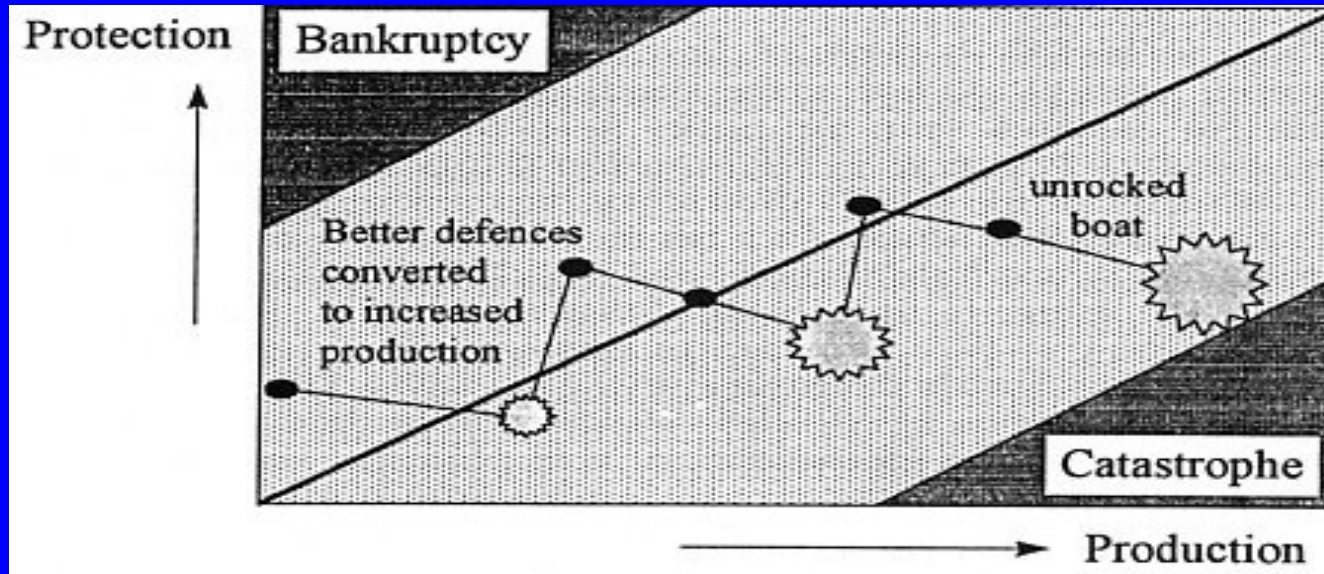 Protection
Bankruptcy
unrocked
boat
Better defences
converted
to increased
production
Catastrophe
Production